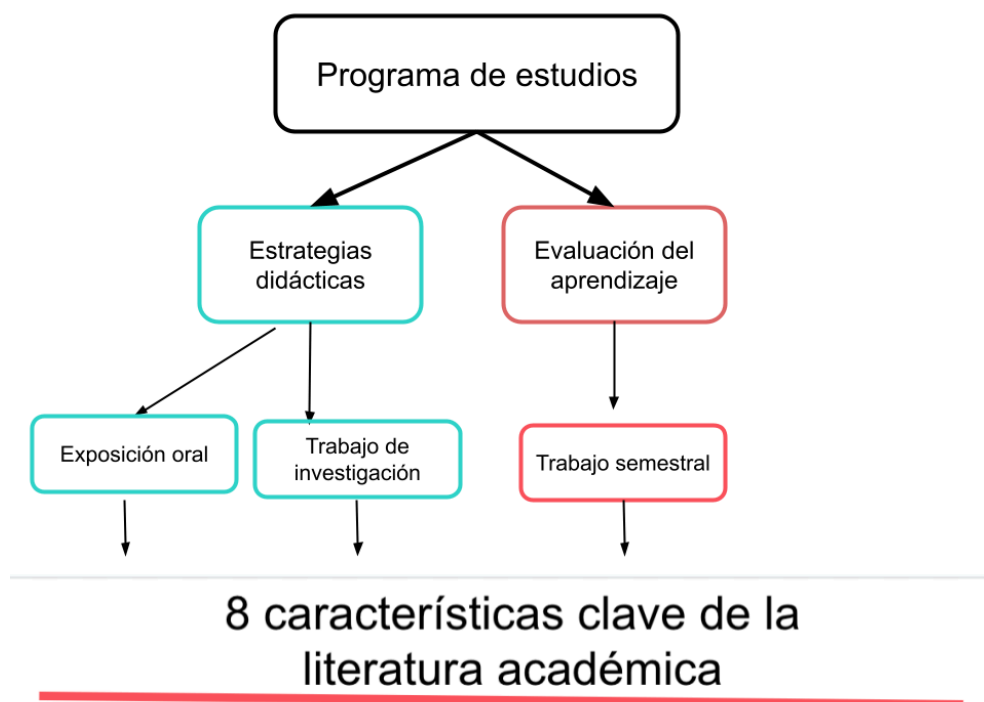 Programa de estudios
Estrategias
didácticas
Evaluación del
aprendizaje
Exposición oral
Trabajo de
investigación
Trabajo semestral
8 características clave de la
literatura académica